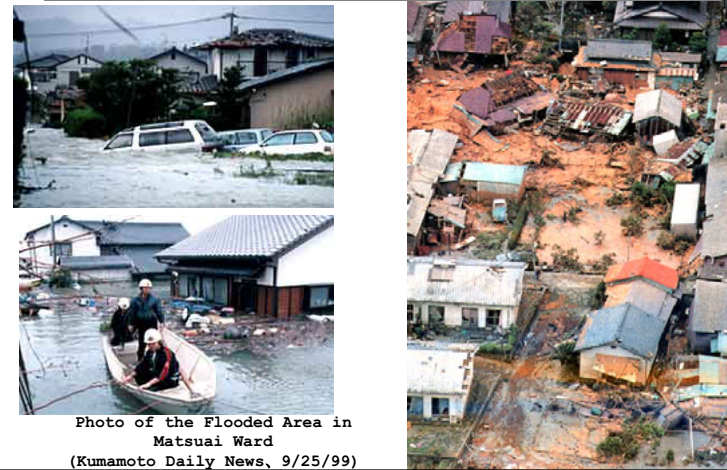 Photo of the Flooded Area in
Matsuai Ward
(Kumamoto Daily News、9/25/99)